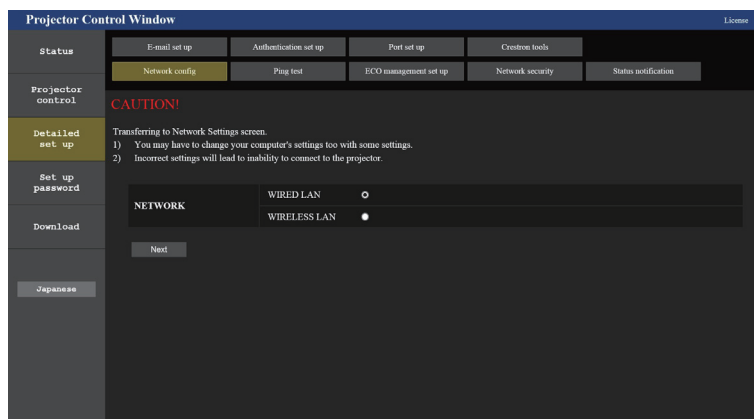 Projector Control Window
License
Status
Projector
control
Detailed
set up
Set up
password
Download
Japanese
E-mail set up
Authentication set up
Port set up
Crestron tools
Network config
Ping test
ECO management set up
Network security
Status notification
CAUTION!
Transferring to Network Settings screen.
1) You may have to change your computer's settings too with some settings.
2) Incorrect settings will lead to inability to connect to the projector.
NETWORK
WIRED LAN
WIRELESS LAN
Next